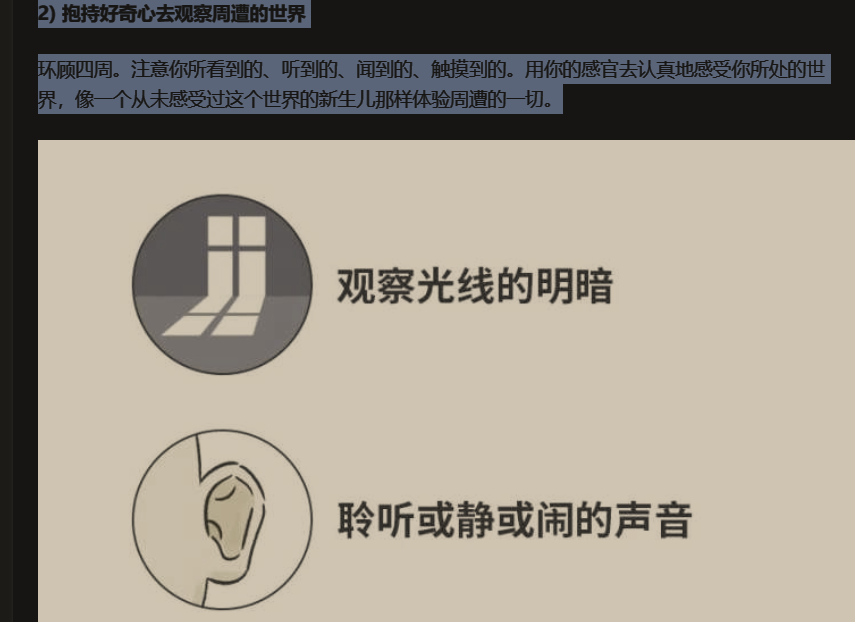 2) 抱持好奇心去观察周遭的世界
环顾四周。注意你所看到的、听到的、闻到的、触摸到的。用你的感官去认真地感受你所处的世
界，像一个从未感受过这个世界的新生儿那样体验周遭的一切。
观察光线的明暗
聆听或静或闹的声音